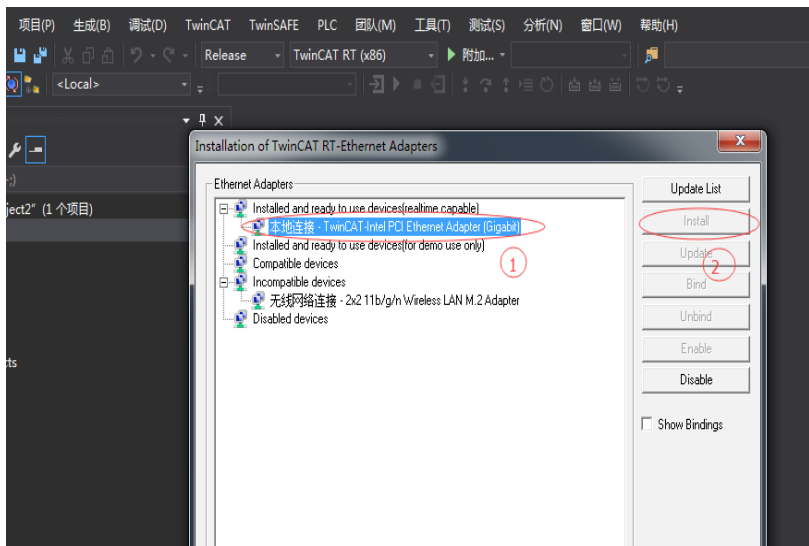 项目(P) 生成(B) 调试(D) TwinCAT TwinSAFE PLC 团队(M) 工具(T) 测试(S) 分析(N) 窗口(W) 帮助(H)
Release TwinCAT RT (x86) 附加...
<Local>
Installation of TwinCAT RT-Ethernet Adapters
Ethernet Adapters
Update List
Installed and ready to use devices(realtime capable)
本地连接 - TwinCAT-Intel PCI Ethernet Adapter (Gigabit)
Install
Installed and ready to use devices(for demo use only)
Update
Compatible devices
1
2
Incompatible devices
Bind
无线网络连接 - 2x2 11b/g/n Wireless LAN M.2 Adapter
Disabled devices
Unbind
Enable
Disable
Show Bindings
;)
ject2" (1 个项目)
cts